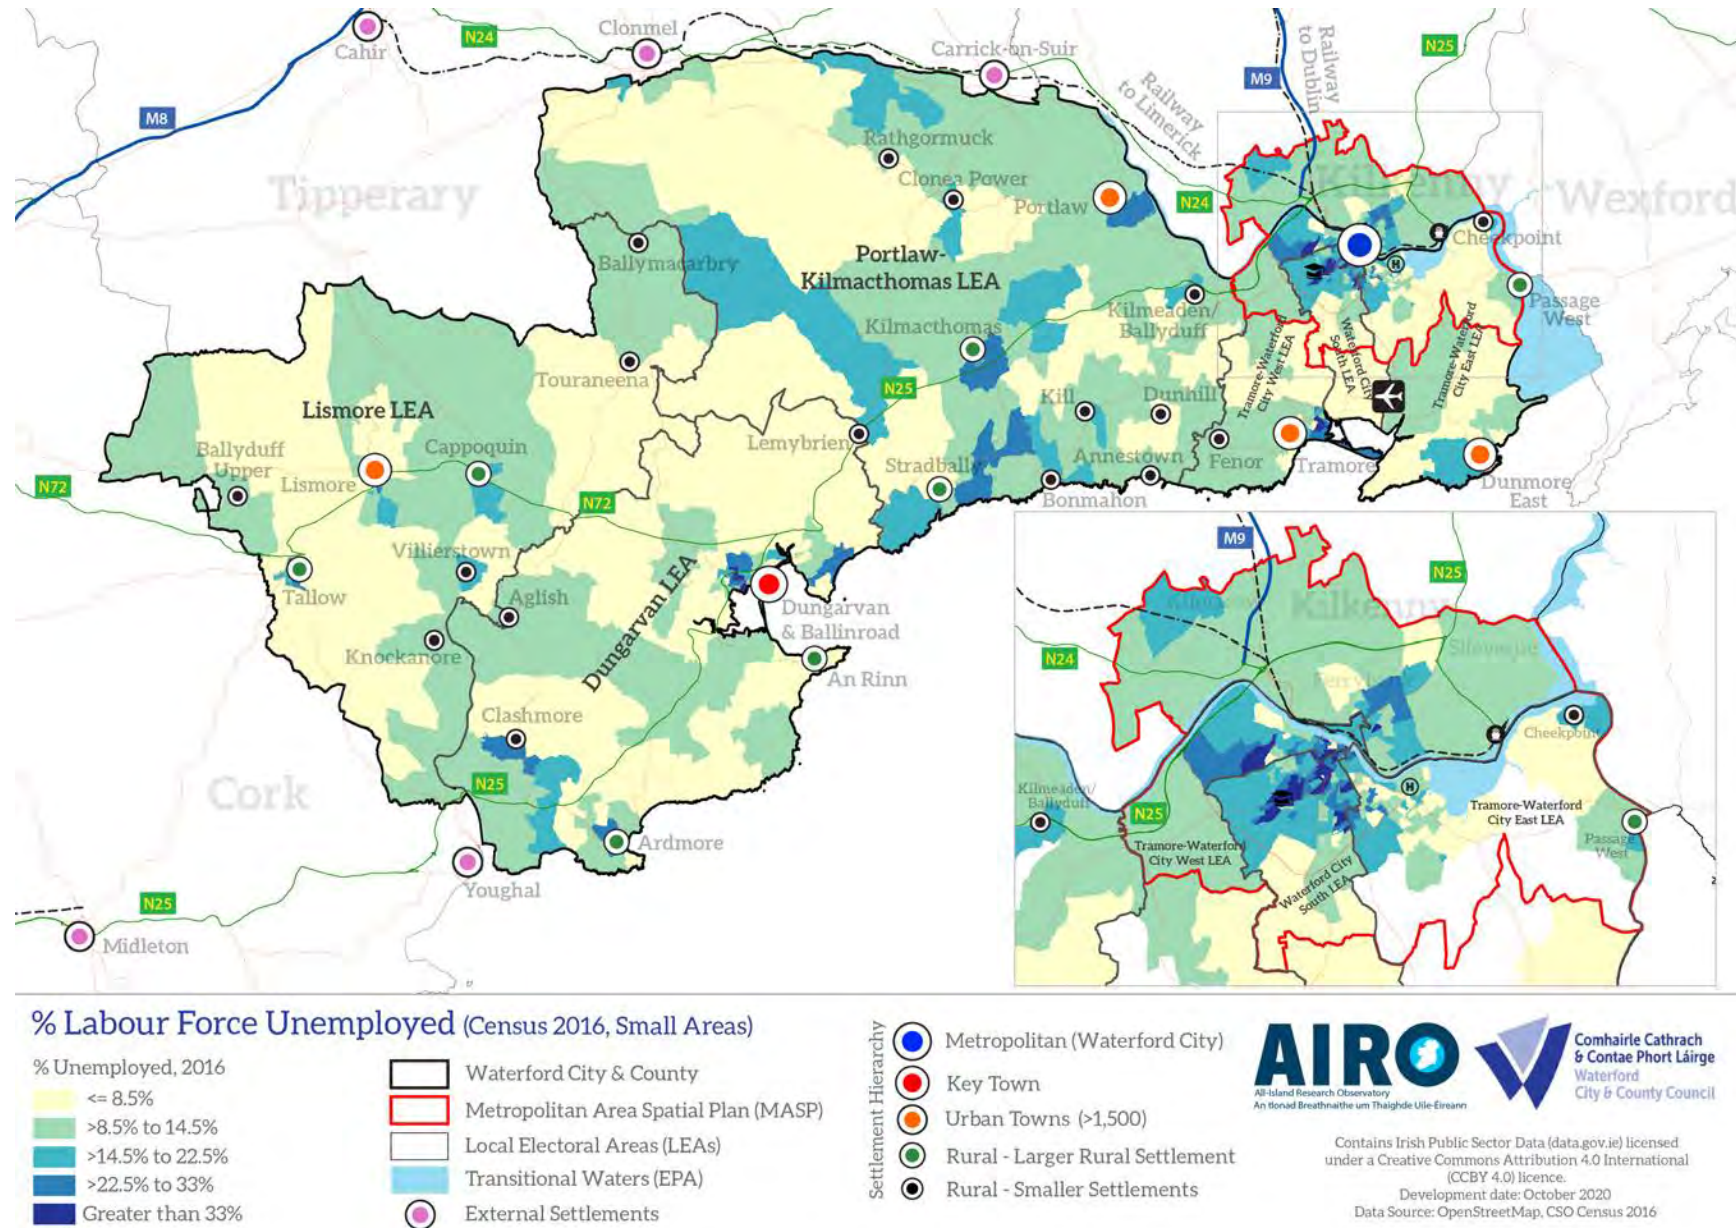 Cahir
N24
Clonmel
Carrick-on-Suir
Railway
to Limerick
M9
Railway
to Dublin
N25
M8
Tipperary
Kilkenny
Wexford
Rathgormuck
Clonea Power
Portlaw
N24
Cheekpoint
Ballymacarbry
Portlaw-
Kilmacthomas LEA
H
Passage
West
Kilmacthomas
Kilmeaden/
Ballyduff
Touraneena
N25
Tramore-Waterford
City West LEA
Waterford City
South LEA
Tramore-Waterford
City East LEA
Lismore LEA
Kill
Dunhill
Ballyduff
Upper
Cappoquin
Lemybrien
Lismore
Stradbally
Annestown
Fenor
Tramore
Bonmahon
Dunmore
East
N72
N72
Villierstown
Tallow
Aglish
Dungarvan LEA
Dungarvan
& Ballinroad
Knockanore
An Rinn
Clashmore
N25
Cork
Ardmore
Youghal
N25
Midleton
M9
N25
Kilkenny
N24
Cheekpoint
Kilmeaden/
Ballyduff
N25
H
Tramore-Waterford
City East LEA
Tramore-Waterford
City West LEA
Waterford City
South LEA
Passage
West
% Labour Force Unemployed (Census 2016, Small Areas)
% Unemployed, 2016
<= 8.5%
>8.5% to 14.5%
>14.5% to 22.5%
>22.5% to 33%
Greater than 33%
Waterford City & County
Metropolitan Area Spatial Plan (MASP)
Local Electoral Areas (LEAs)
Transitional Waters (EPA)
External Settlements
Settlement Hierarchy
Metropolitan (Waterford City)
Key Town
Urban Towns (>1,500)
Rural - Larger Rural Settlement
Rural - Smaller Settlements
AIRO
All-Island Research Observatory
An tIonad Breathnaithe um Thaighde Uile-Éireann
Comhairle Cathrach
& Contae Phort Láirge
Waterford
City & County Council
Contains Irish Public Sector Data (data.gov.ie) licensed
under a Creative Commons Attribution 4.0 International
(CCBY 4.0) licence.
Development date: October 2020
Data Source: OpenStreetMap, CSO Census 2016